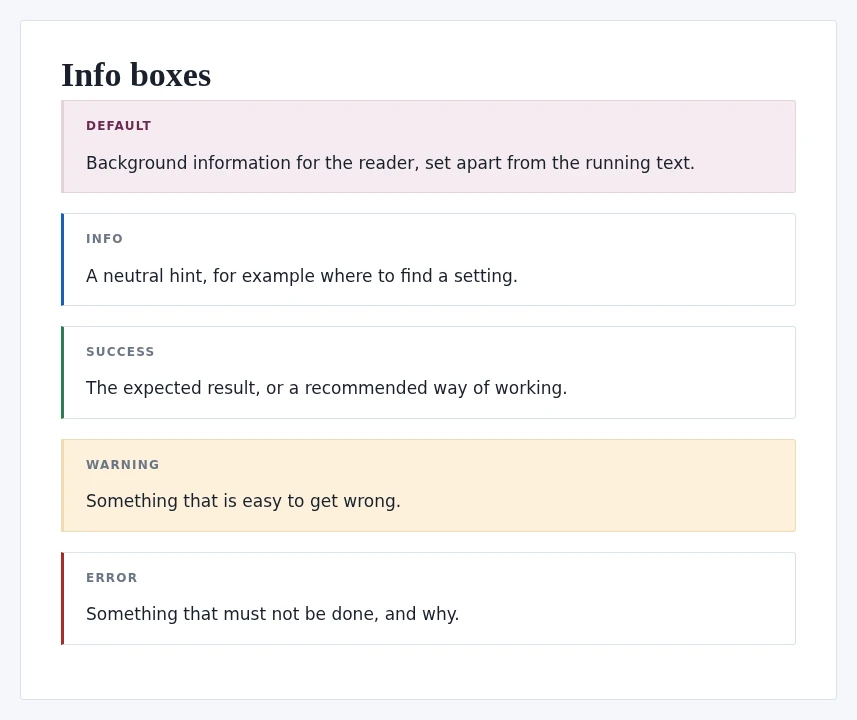 Info boxes
DEFAULT
Background information for the reader, set apart from the running text.
INFO
A neutral hint, for example where to find a setting.
SUCCESS
The expected result, or a recommended way of working.
WARNING
Something that is easy to get wrong.
ERROR
Something that must not be done, and why.